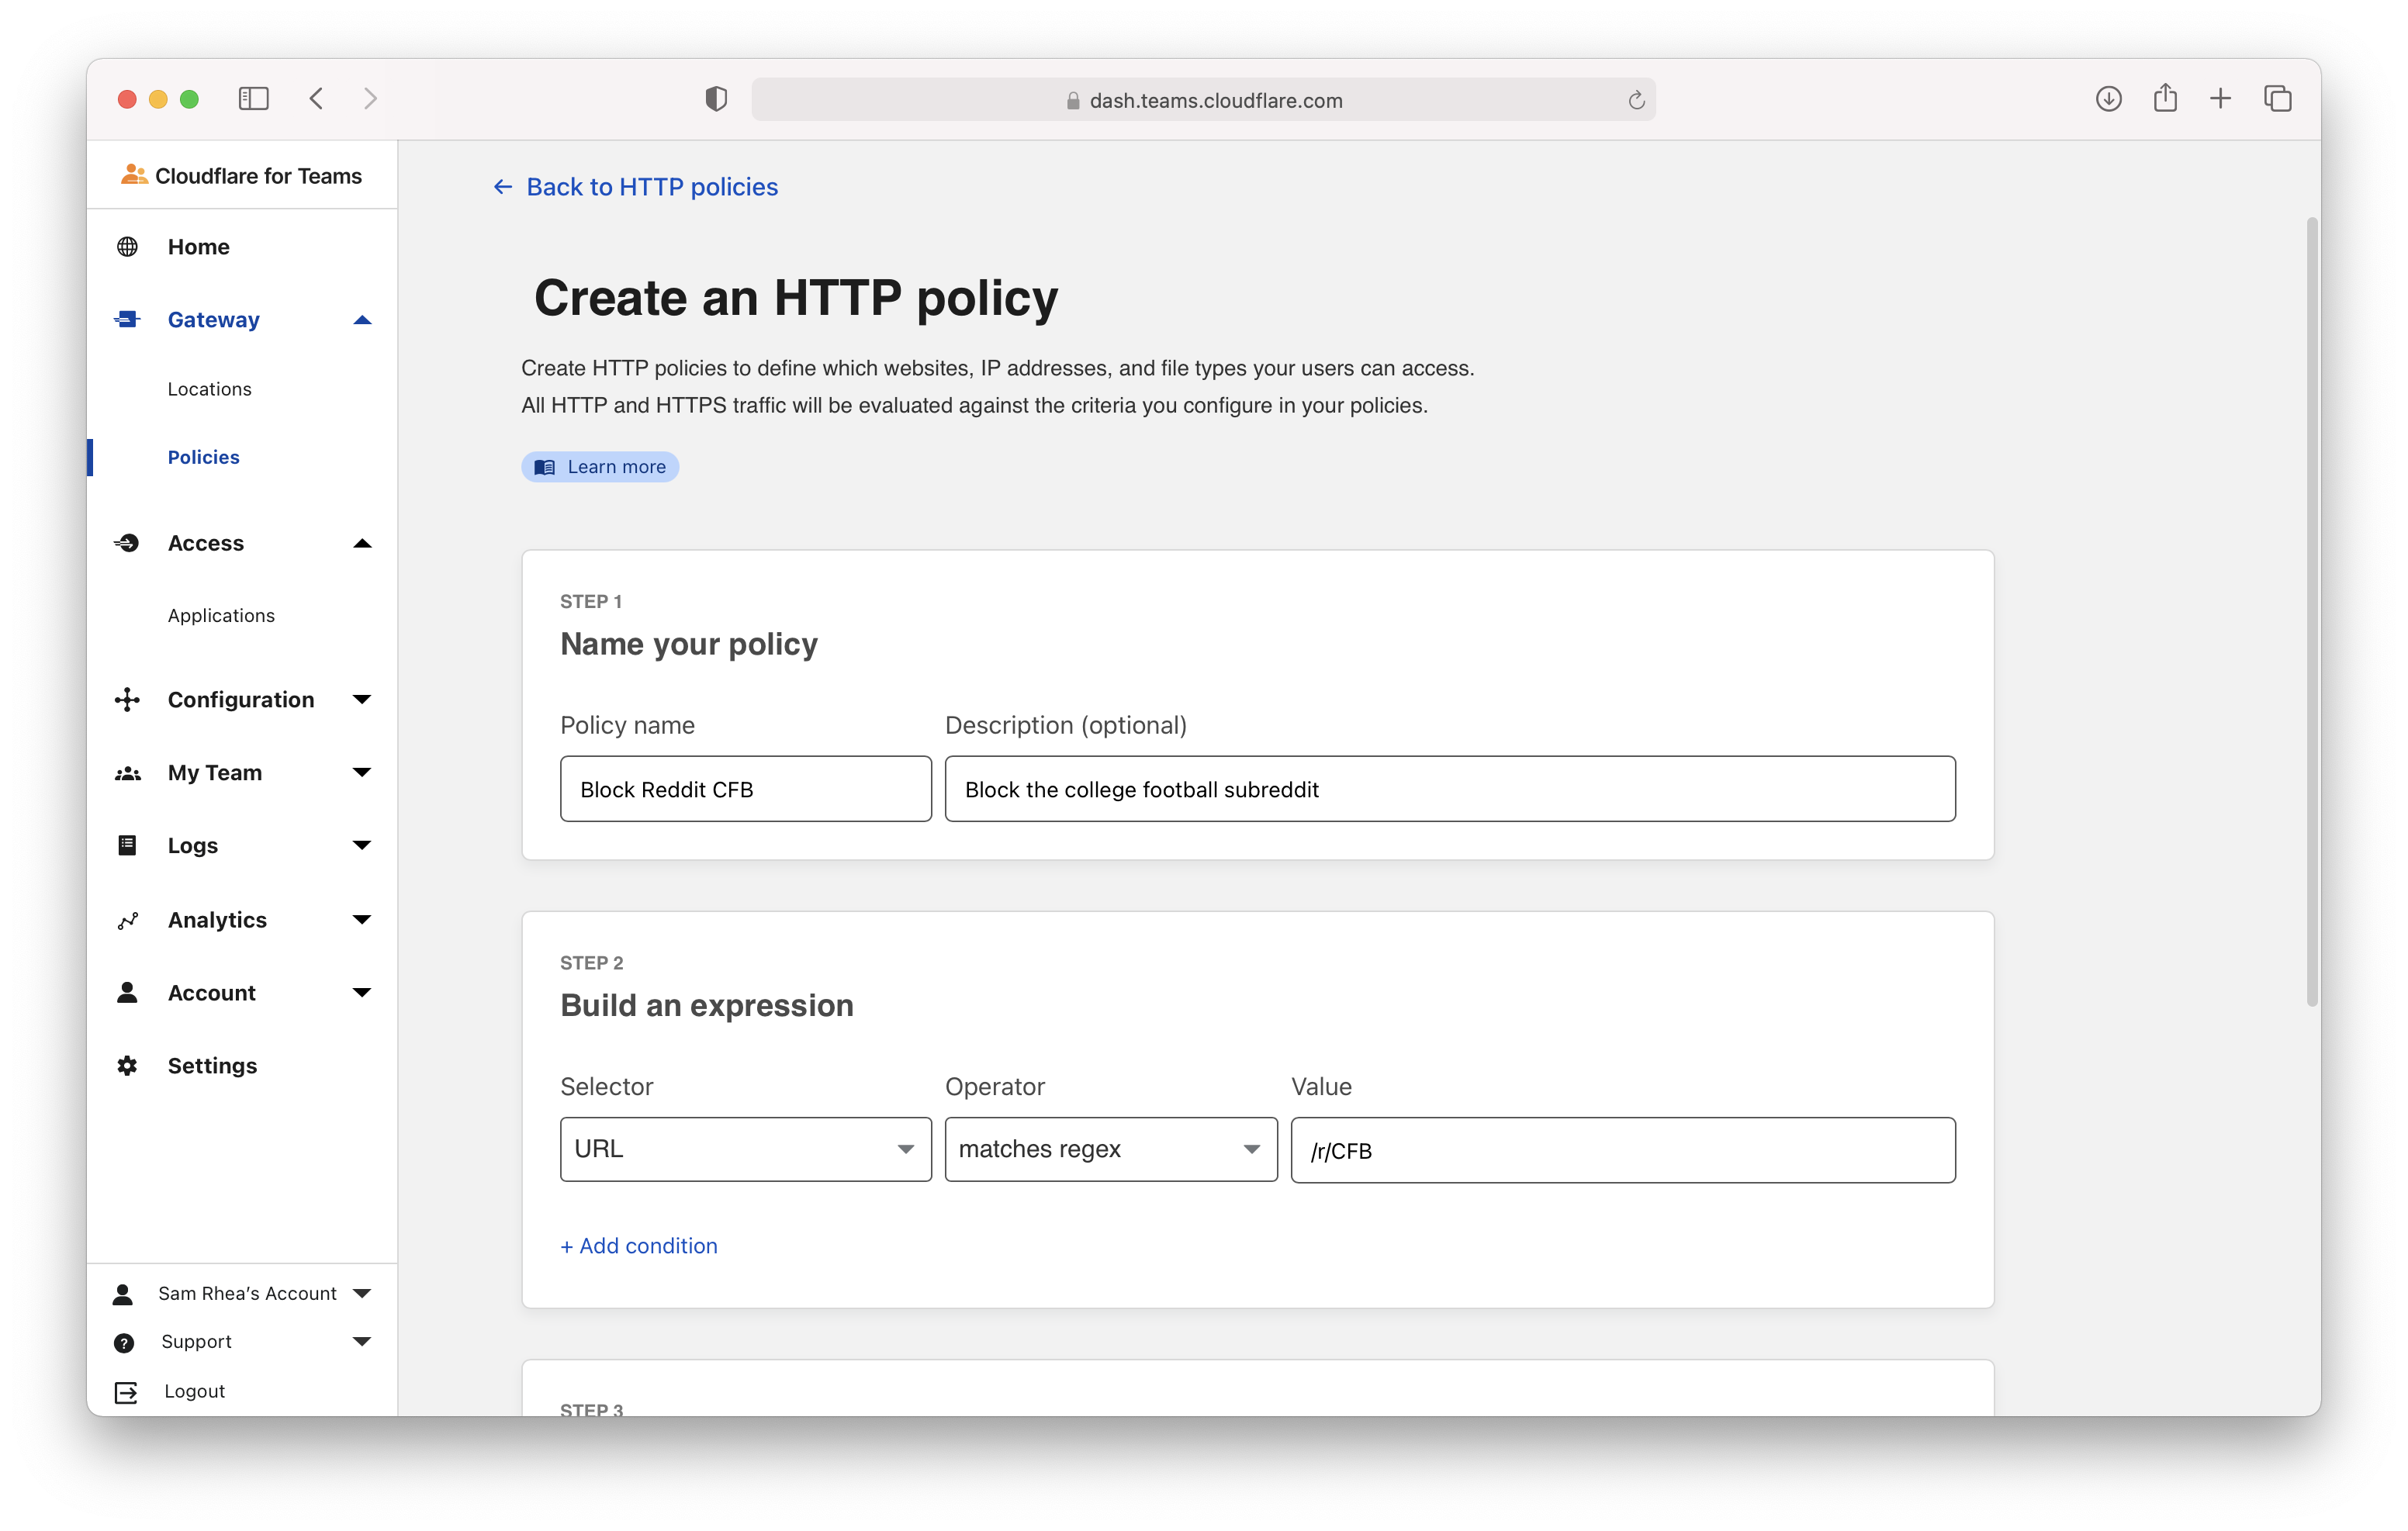 dash.teams.cloudflare.com
Cloudflare for Teams
Home
Gateway
Locations
Policies
Access
Applications
Configuration
My Team
Logs
Analytics
Account
Settings
Sam Rhea's Account
Support
Logout
← Back to HTTP policies
Create an HTTP policy
Create HTTP policies to define which websites, IP addresses, and file types your users can access.
All HTTP and HTTPS traffic will be evaluated against the criteria you configure in your policies.
Learn more
STEP 1
Name your policy
Policy name Description (optional)
Block Reddit CFB Block the college football subreddit
STEP 2
Build an expression
Selector Operator Value
URL matches regex /r/CFB
+ Add condition
STEP 3